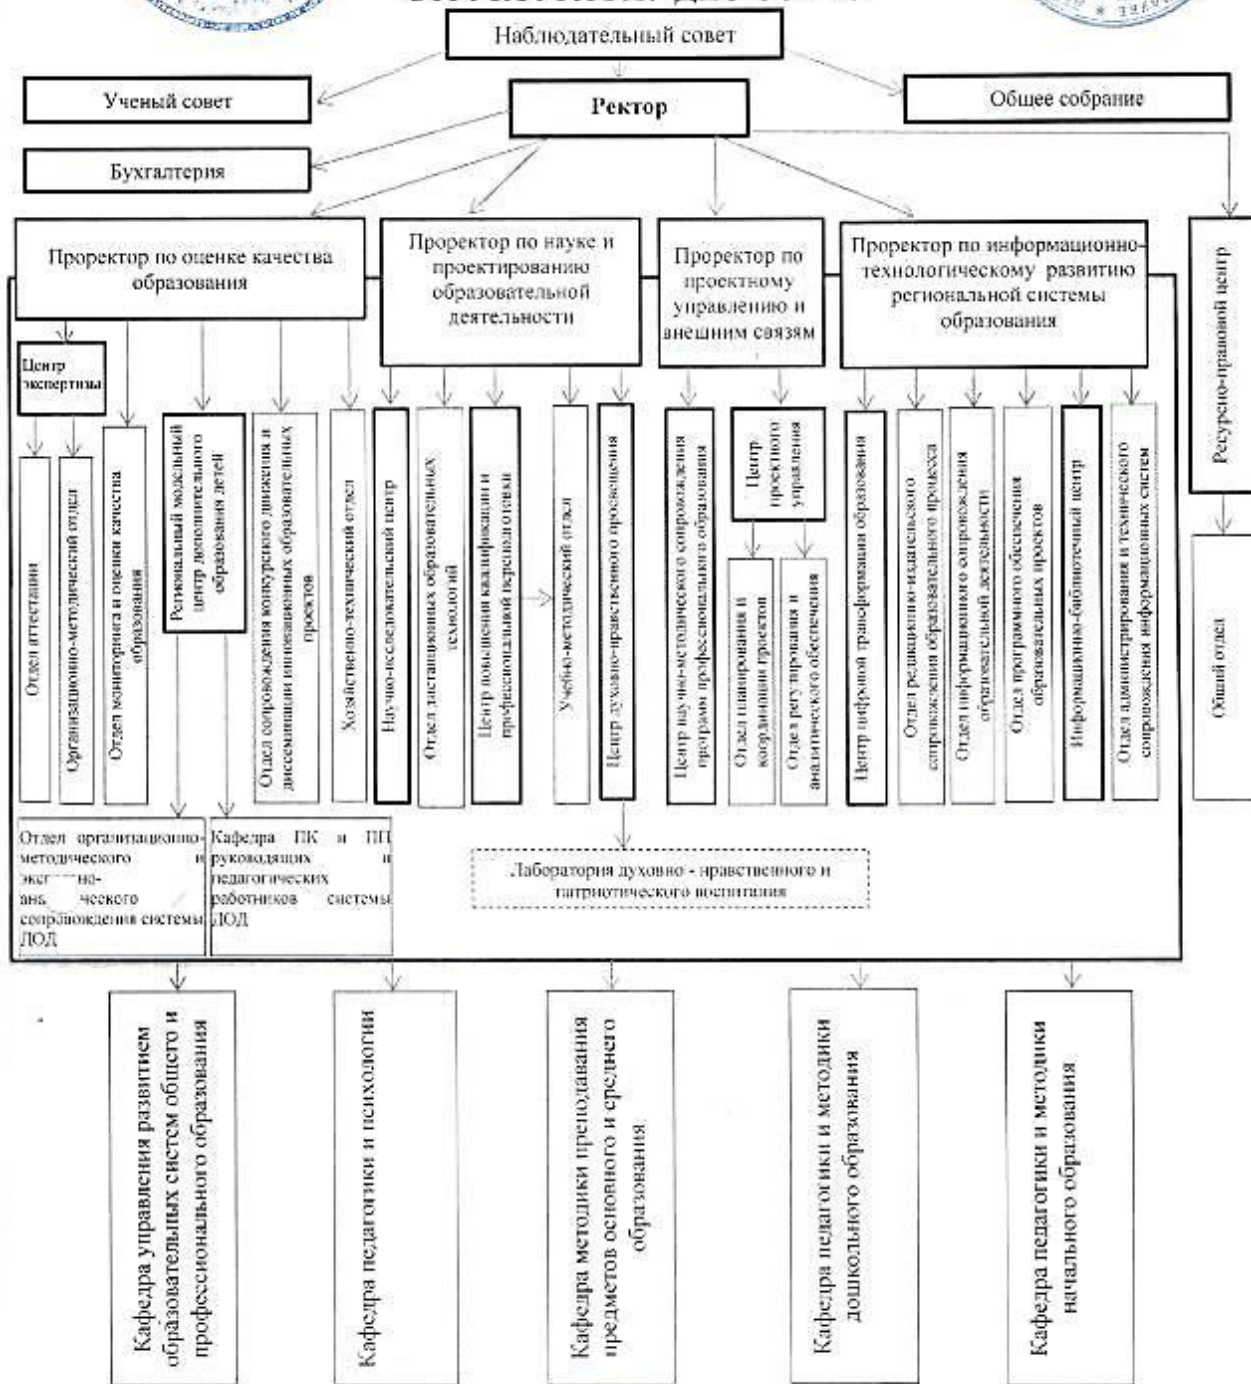 Наблюдательный совет
Ученый совет
Ректор
Общее собрание
Бухгалтерия
Проректор по оценке качества
образования
Проректор по науке и
проектированию
образовательной
деятельности
Проректор по
проектному
управлению и
внешним связям
Проректор по информационно-
технологическому развитию
региональной системы
образования
Ресурсно-правовой центр
Центр
экспертизы
Отдел аттестации
Организационно-методический отдел
Отдел мониторинга и оценки качества
образования
Региональный модельный
центр дополнительного
образования детей
Отдел сопровождения конкурсного движения и
диссеминации инновационных образовательных
проектов
Хозяйственно-технический отдел
Научно-исследовательский центр
Отдел дистанционных образовательных
технологий
Центр повышения квалификации и
профессиональной переподготовки
Учебно-методический отдел
Центр духовно-нравственного просвещения
Центр научно-методического сопровождения
программ профессионального образования
Центр
проектного
управления
Отдел планирования и
координации проектов
Отдел регулирования и
аналитического обеспечения
Центр цифровой трансформации образования
Отдел редакционно-издательского
сопровождения образовательного процесса
Отдел информационного сопровождения
образовательной деятельности
Отдел программного обеспечения
образовательных проектов
Информационно-библиотечный центр
Отдел администрирования и технического
сопровождения информационных систем
Общий отдел
Отдел организационно-
методического и
сопровождения системы
ДОД
Кафедра ПК и ПП
руководящих и
педагогических
работников системы
ДОД
Лаборатория духовно - нравственного и
патриотического воспитания
Кафедра управления развитием
образовательных систем общего и
профессионального образования
Кафедра педагогики и психологии
Кафедра методики преподавания
предметов основного и среднего
образования
Кафедра педагогики и методики
дошкольного образования
Кафедра педагогики и методики
начального образования